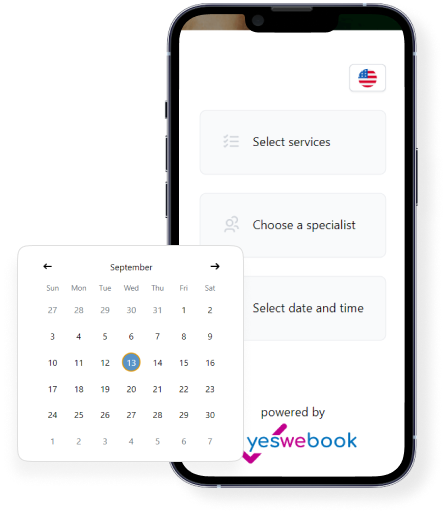 Select services
Choose a specialist
Select date and time
September
Sun Mon Tue Wed Thu Fri Sat
27 28 29 30 31 1 2
3 4 5 6 7 8 9
10 11 12 13 14 15 16
17 18 19 20 21 22 23
24 25 26 27 28 29 30
1 2 3 4 5 6 7
powered by
yeswebook